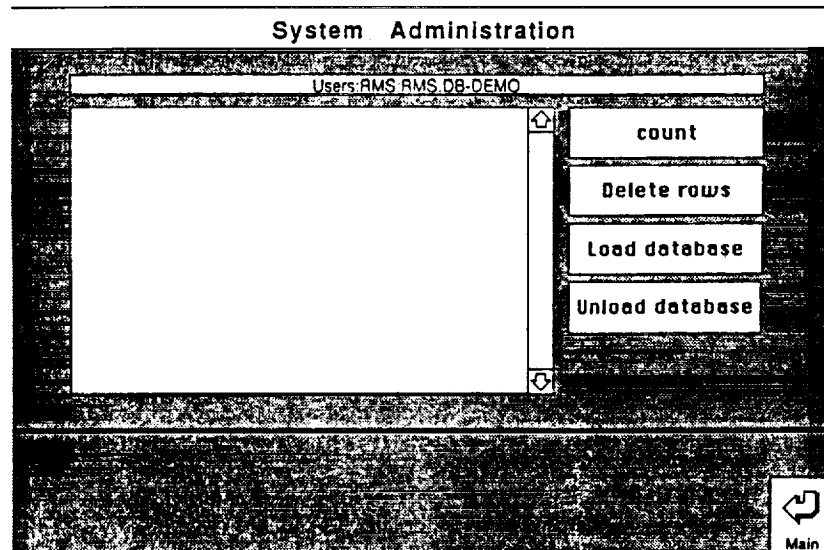 System Administration
Users:RMS:RMS.DB-DEMO
count
Delete rows
Load database
Unload database
Main